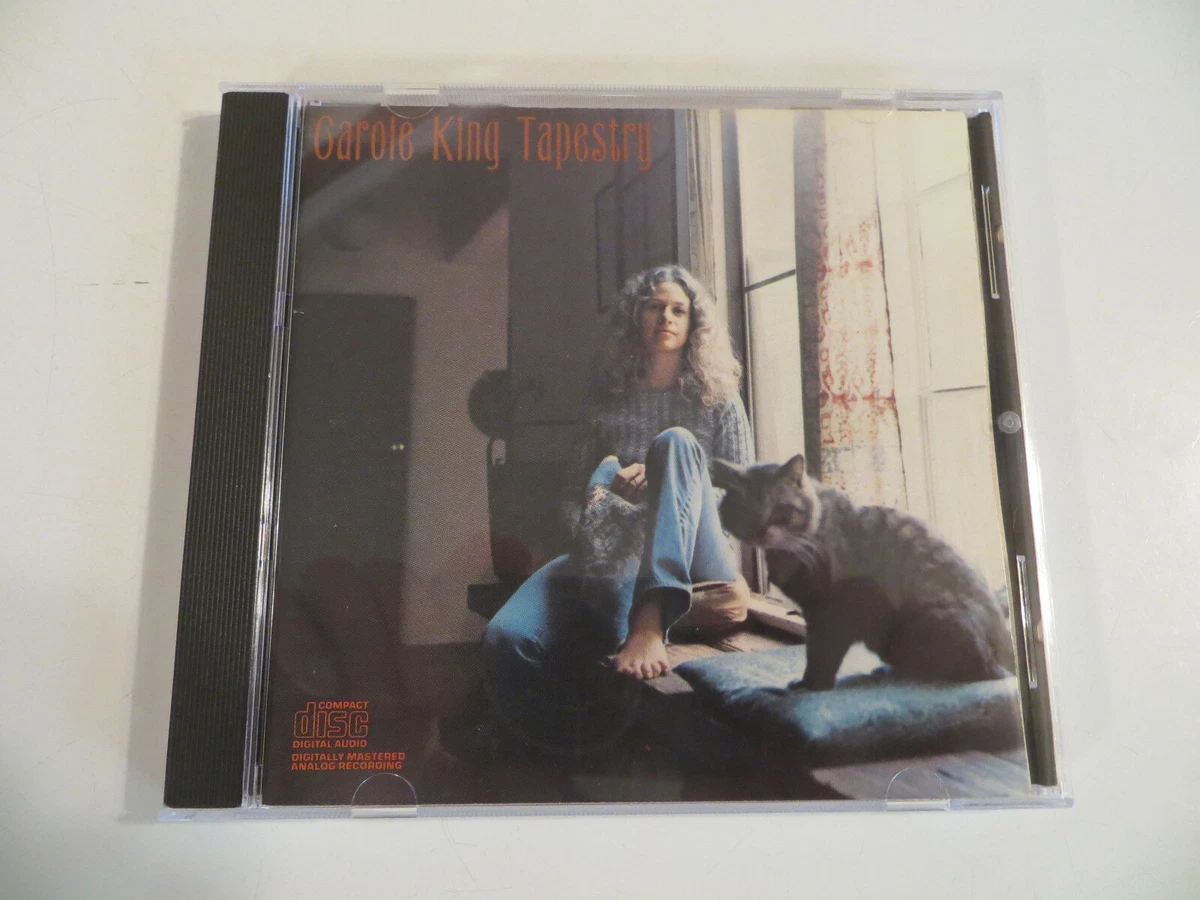 Carole King Tapestry
COMPACT
disc
DIGITAL AUDIO
DIGITALLY MASTERED
ANALOG RECORDING